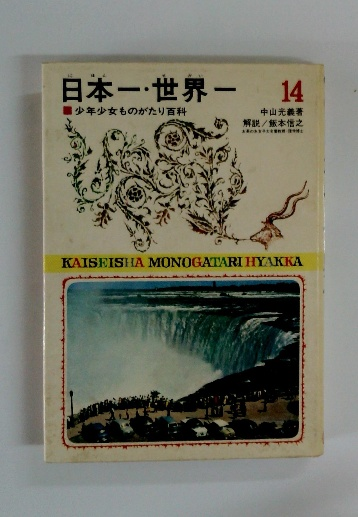 日本一・世界一
14
■少年少女ものがたり百科
中山光義著
解説/飯本信之
KAISEISHA MONOGATARI HYAKKA